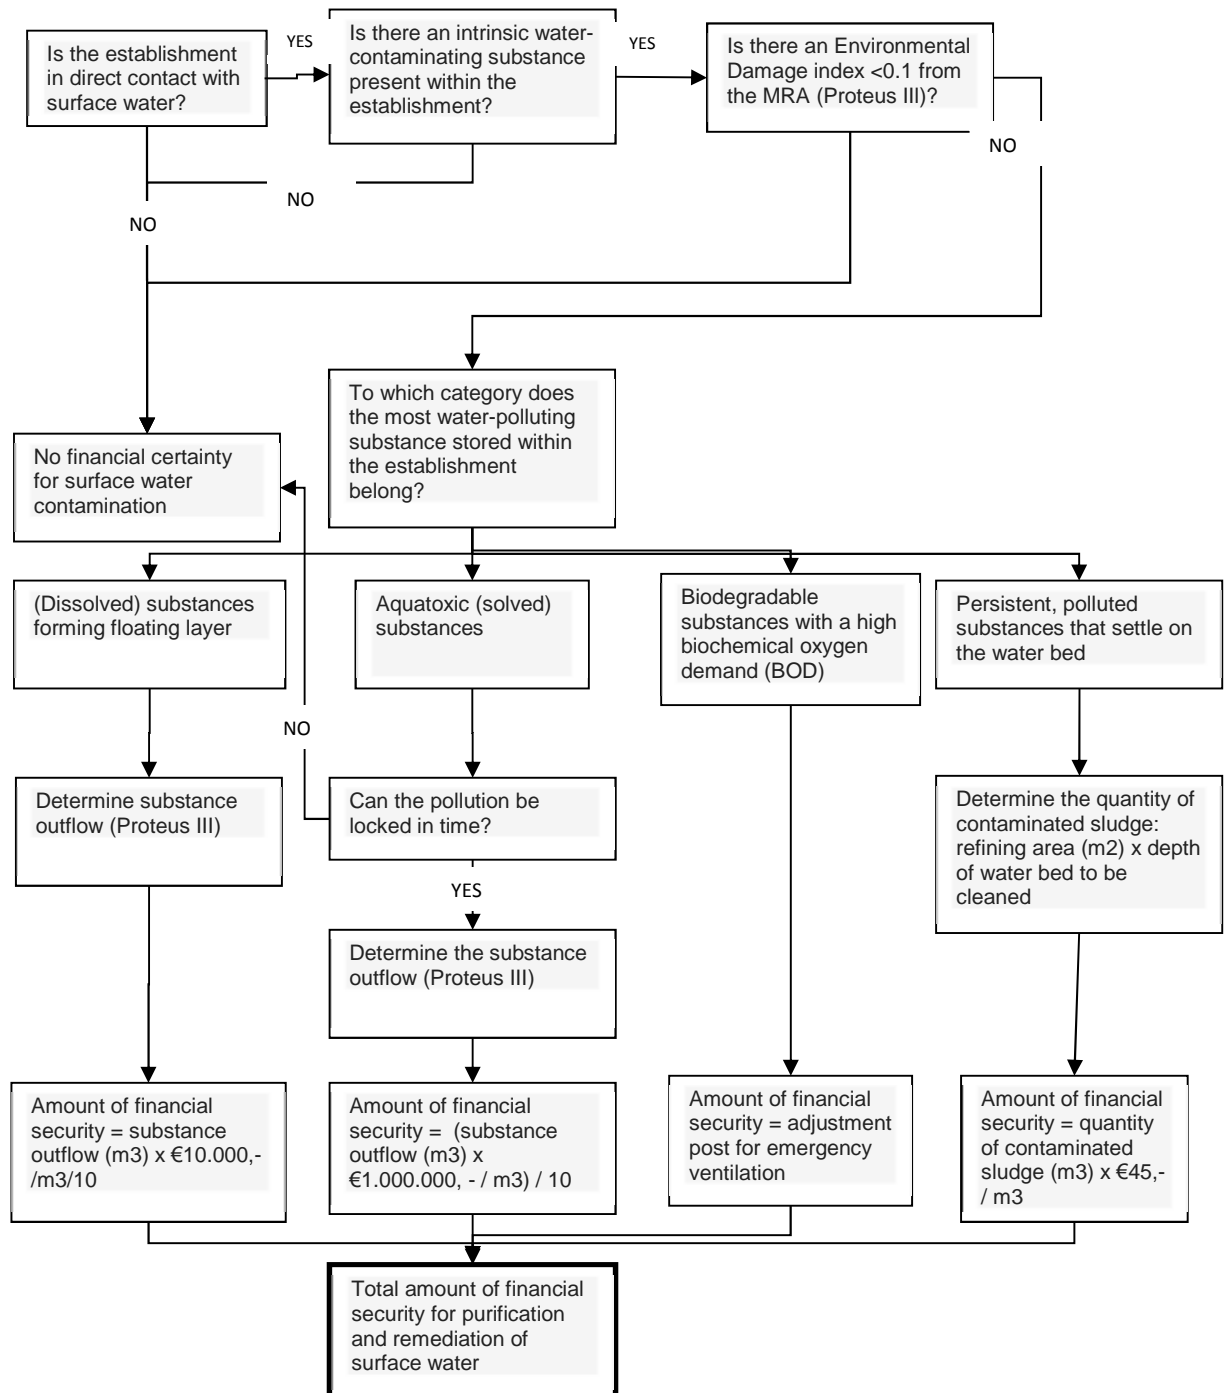 Is the establishment
in direct contact with
surface water?
YES
Is there an intrinsic water-
contaminating substance
present within the
establishment?
YES
Is there an Environmental
Damage index <0.1 from
the MRA (Proteus III)?
NO
NO
NO
To which category does
the most water-polluting
substance stored within
the establishment
belong?
No financial certainty
for surface water
contamination
(Dissolved) substances
forming floating layer
Aquatoxic (solved)
substances
Biodegradable
substances with a high
biochemical oxygen
demand (BOD)
Persistent, polluted
substances that settle on
the water bed
NO
Determine substance
outflow (Proteus III)
Can the pollution be
locked in time?
Determine the quantity of
contaminated sludge:
refining area (m2) x depth
of water bed to be
cleaned
YES
Determine the substance
outflow (Proteus III)
Amount of financial
security = substance
outflow (m3) x €10.000,-
/m3/10
Amount of financial
security =  (substance
outflow (m3) x
€1.000.000, - / m3) / 10
Amount of financial
security = adjustment
post for emergency
ventilation
Amount of financial
security = quantity
of contaminated
sludge (m3) x €45,-
/ m3
Total amount of financial
security for purification
and remediation of
surface water